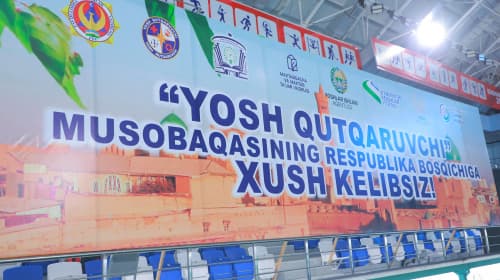 “YOSH QUTQARUVCHI”
MUSOBAQASINING RESPUBLIKA BOSQICHIGA
XUSH KELIBSIZ!